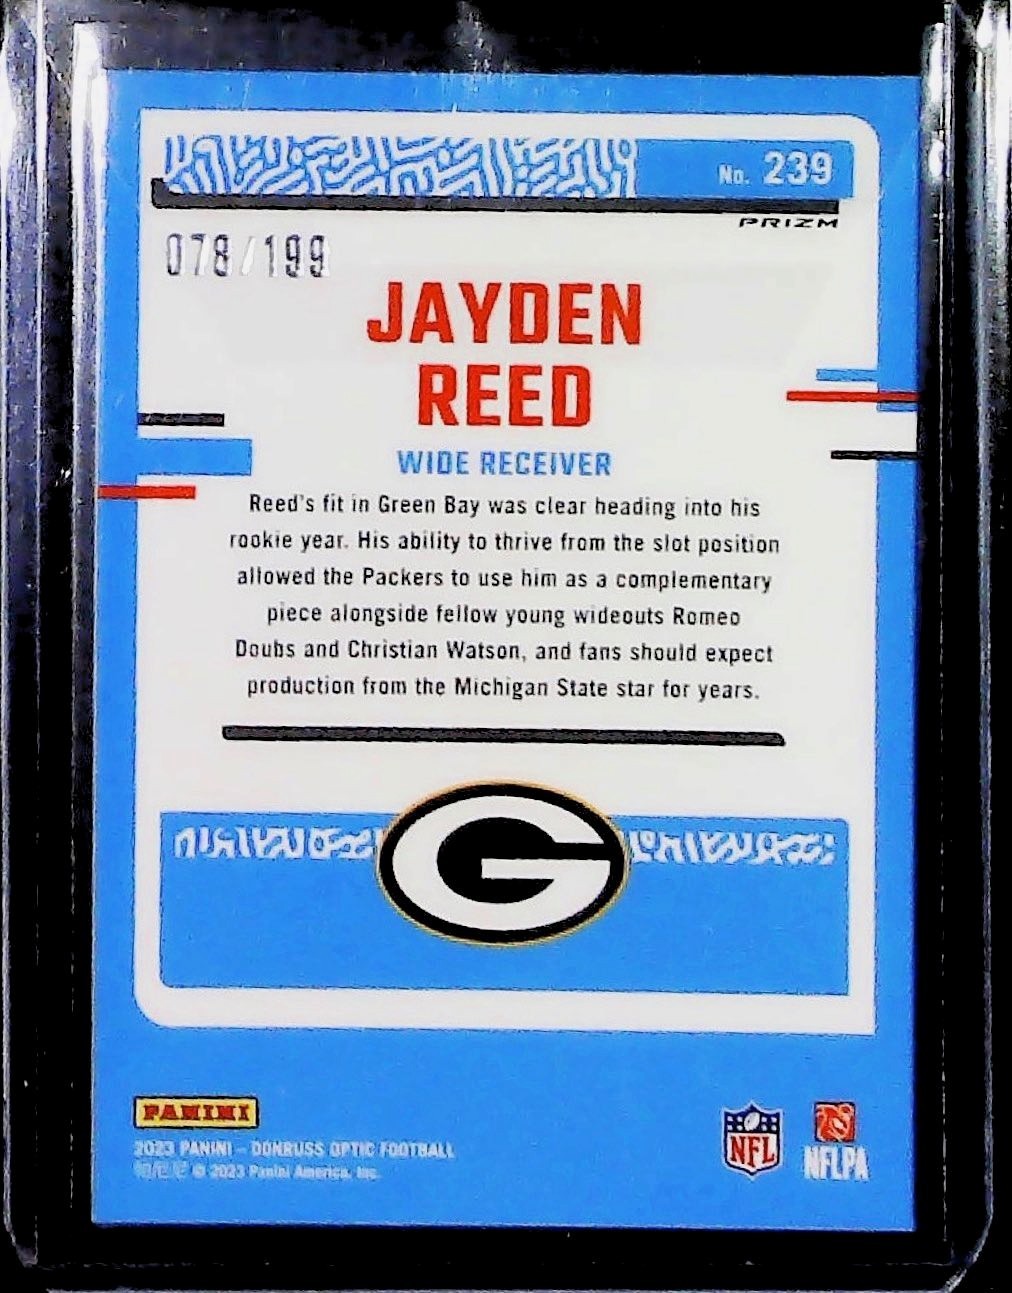 No. 239
PRIZM
078/199
JAYDEN
REED
WIDE RECEIVER
Reed's fit in Green Bay was clear heading into his
rookie year. His ability to thrive from the slot position
allowed the Packers to use him as a complementary
piece alongside fellow young wideouts Romeo
Doubs and Christian Watson, and fans should expect
production from the Michigan State star for years.
G
PANINI
2023 PANINI – DONRUSS OPTIC FOOTBALL
© 2023 Panini America, Inc.
NFL
NFLPA